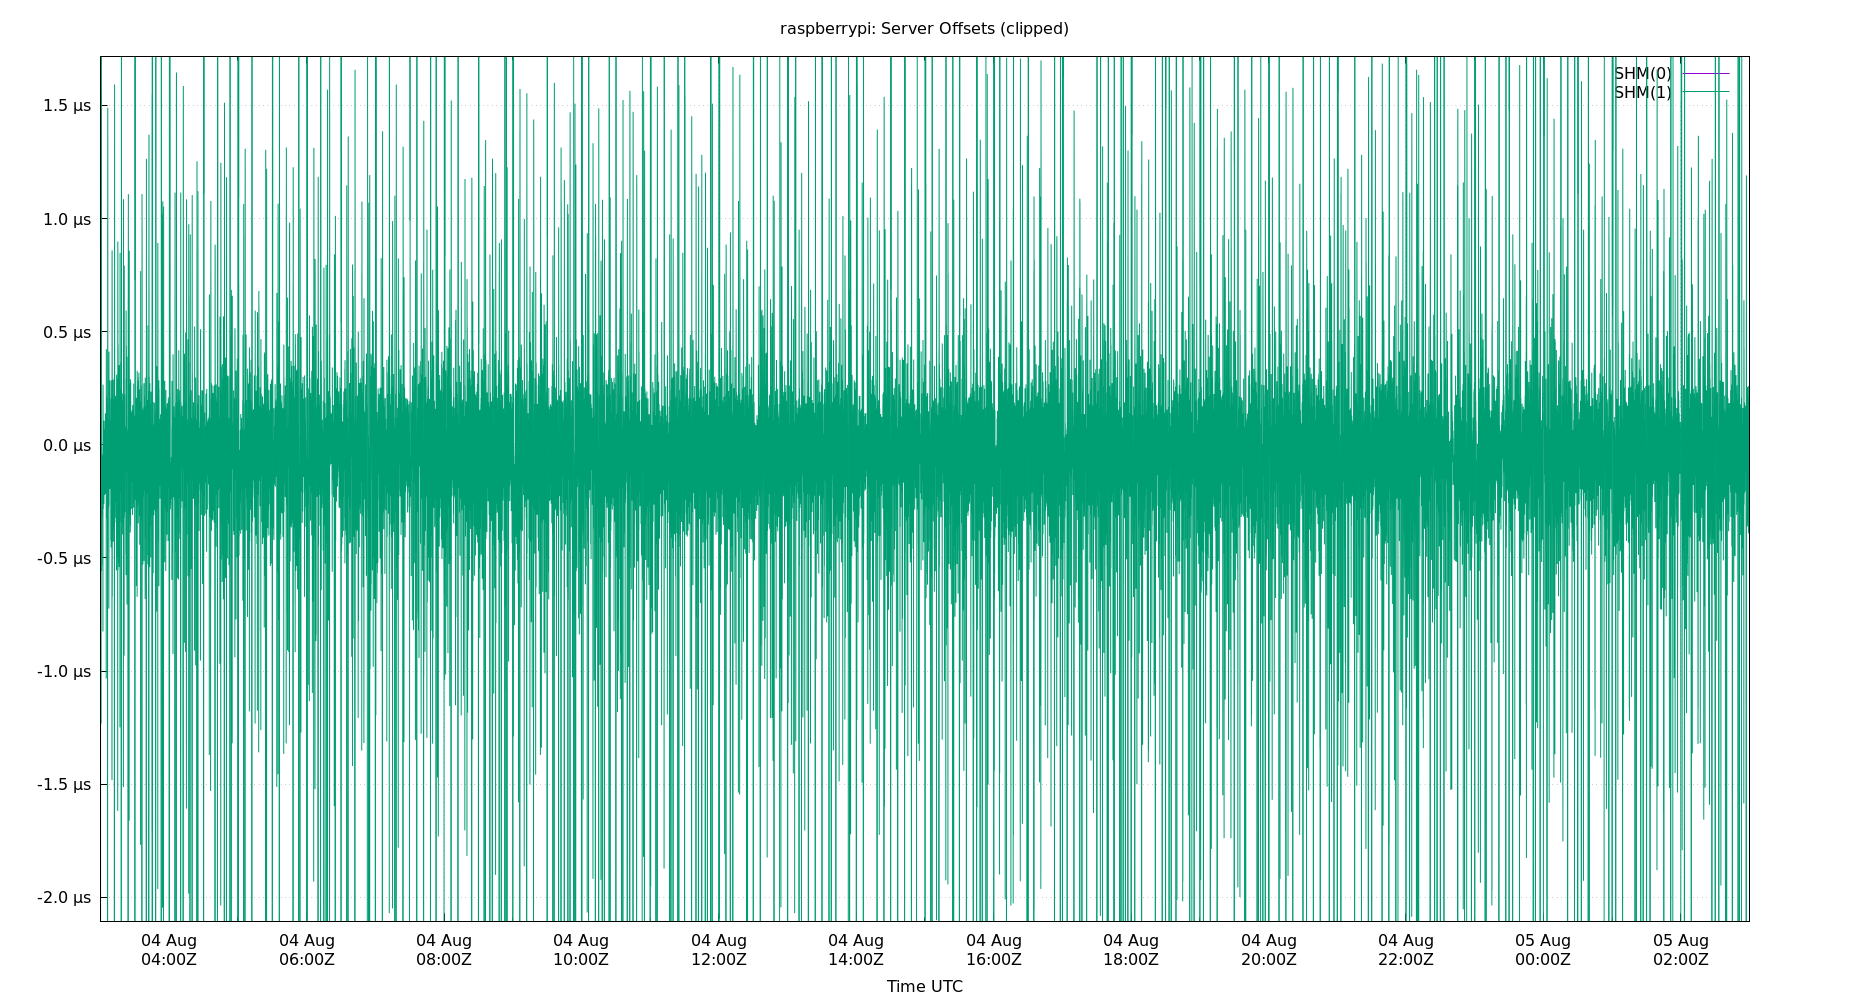 raspberrypi: Server Offsets (clipped)
SHM(0)
SHM(1)
1.5 µs
1.0 µs
0.5 µs
0.0 µs
-0.5 µs
-1.0 µs
-1.5 µs
-2.0 µs
04 Aug 04 Aug 04 Aug 04 Aug 04 Aug 04 Aug 04 Aug 04 Aug 04 Aug 04 Aug 05 Aug 05 Aug
04:00Z 06:00Z 08:00Z 10:00Z 12:00Z 14:00Z 16:00Z 18:00Z 20:00Z 22:00Z 00:00Z 02:00Z
Time UTC